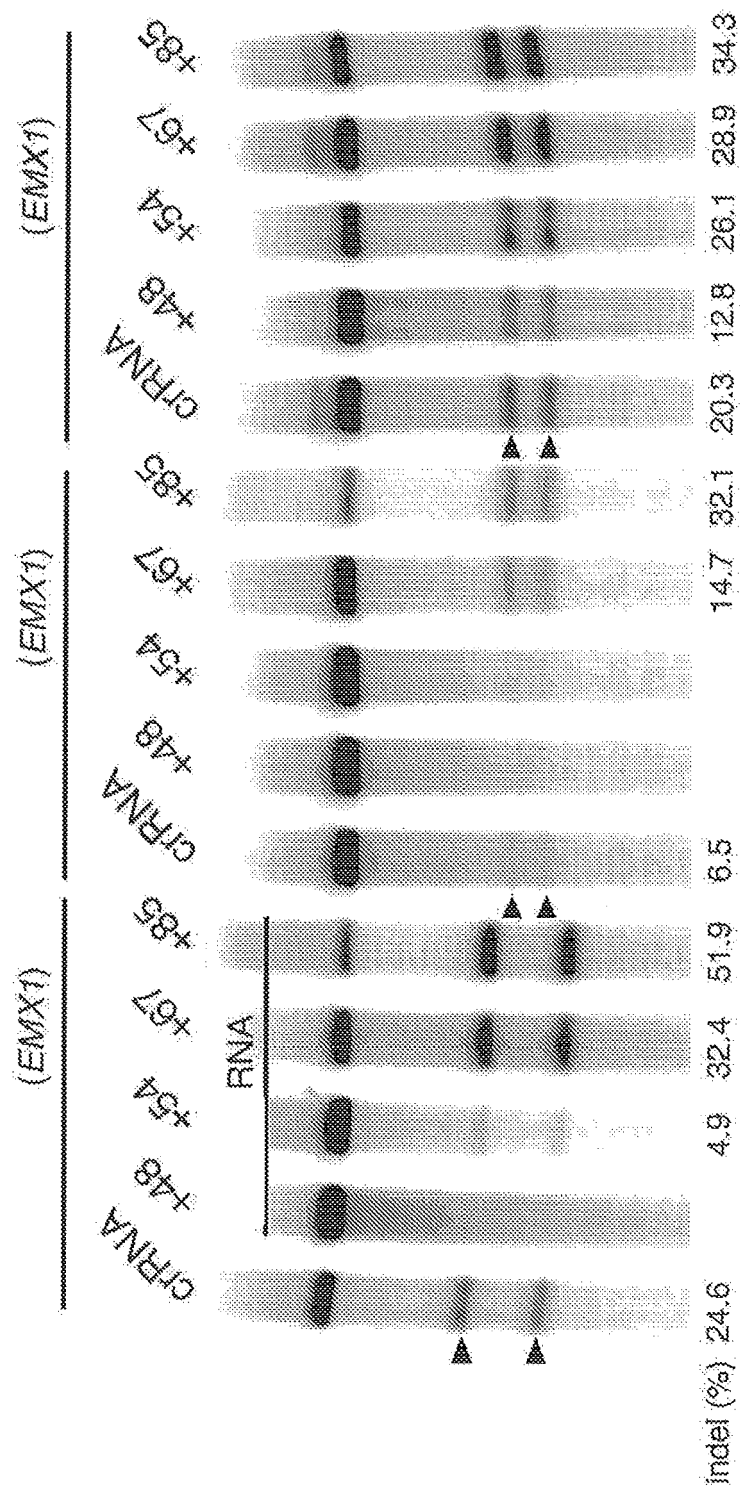 (EMX1) (EMX1) (EMX1)
crRNA +48 +54 +67 +85 crRNA +48 +54 +67 +85 crRNA +48 +54 +67 +85
RNA
indel (%) 24.6 4.9 32.4 51.9 6.5 14.7 32.1 20.3 12.8 26.1 28.9 34.3